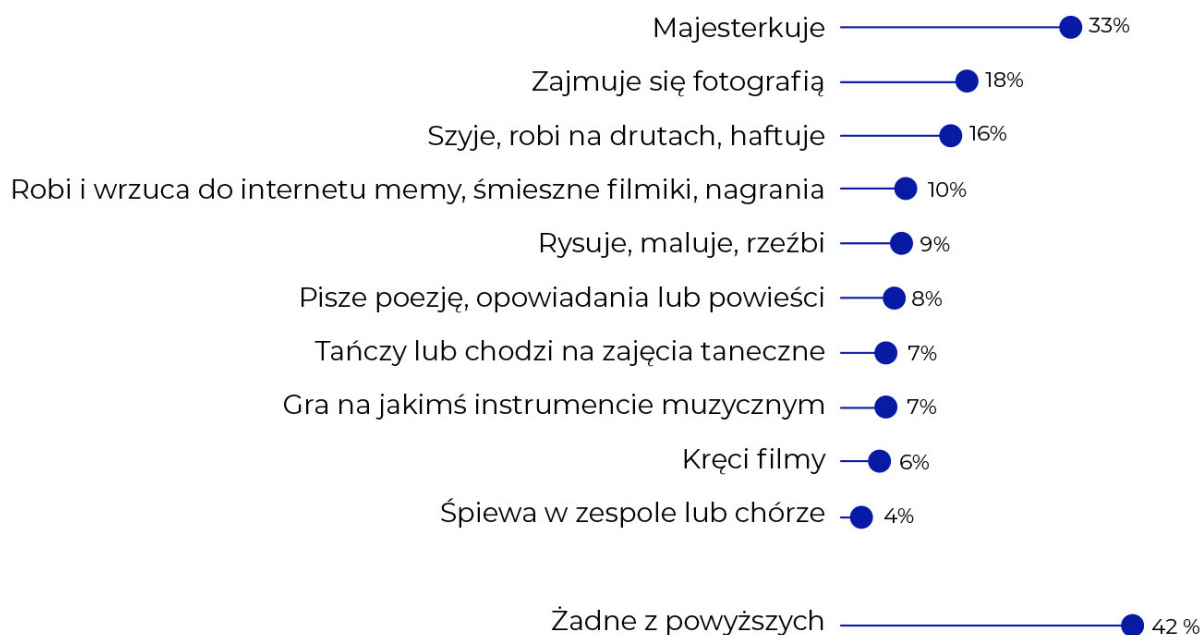 Majesterkuje 33%
Zajmuje się fotografią 18%
Szyje, robi na drutach, haftuje 16%
Robi i wrzuca do internetu memy, śmieszne filmiki, nagrania 10%
Rysuje, maluje, rzeźbi 9%
Pisze poezję, opowiadania lub powieści 8%
Tańczy lub chodzi na zajęcia taneczne 7%
Gra na jakimś instrumencie muzycznym 7%
Kręci filmy 6%
Śpiewa w zespole lub chórze 4%
Żadne z powyższych 42 %